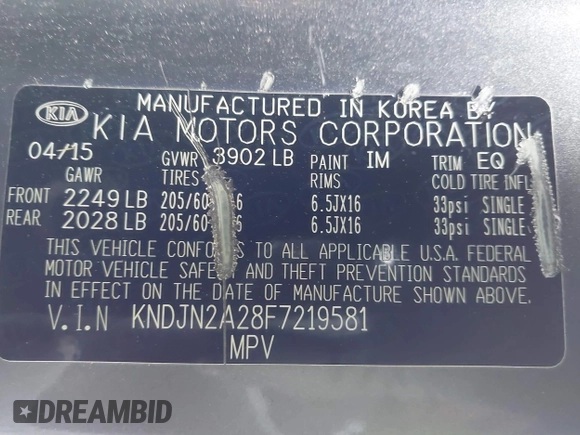 KIA MANUFACTURED IN KOREA BY
KIA MOTORS CORPORATION
04/15 GVWR 3902 LB PAINT IM TRIM EQ
GAWR TIRES RIMS COLD TIRE INFL
FRONT 2249 LB 6.5JX16 33psi SINGLE
REAR 2028 LB 6.5JX16 33psi SINGLE
THIS VEHICLE TO ALL APPLICABLE U.S.A. FEDERAL
MOTOR VEHICLE AND THEFT PREVENTION STANDARDS
IN EFFECT ON THE DATE OF MANUFACTURE SHOWN ABOVE.
V.I.N KNDJN2A28F7219581
MPV
DREAMBID